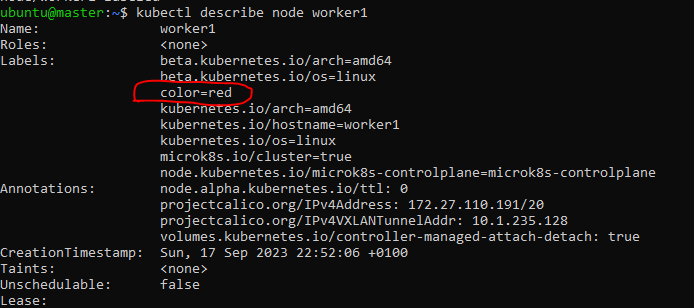 ubuntu@master:~$ kubectl describe node worker1
Name: worker1
Roles: <none>
Labels: beta.kubernetes.io/arch=amd64
beta.kubernetes.io/os=linux
color=red
kubernetes.io/arch=amd64
kubernetes.io/hostname=worker1
kubernetes.io/os=linux
microk8s.io/cluster=true
node.kubernetes.io/microk8s-controlplane=microk8s-controlplane
Annotations: node.alpha.kubernetes.io/ttl: 0
projectcalico.org/IPv4Address: 172.27.110.191/20
projectcalico.org/IPv4VXLANTunnelAddr: 10.1.235.128
volumes.kubernetes.io/controller-managed-attach-detach: true
CreationTimestamp: Sun, 17 Sep 2023 22:52:06 +0100
Taints: <none>
Unschedulable: false
Lease: